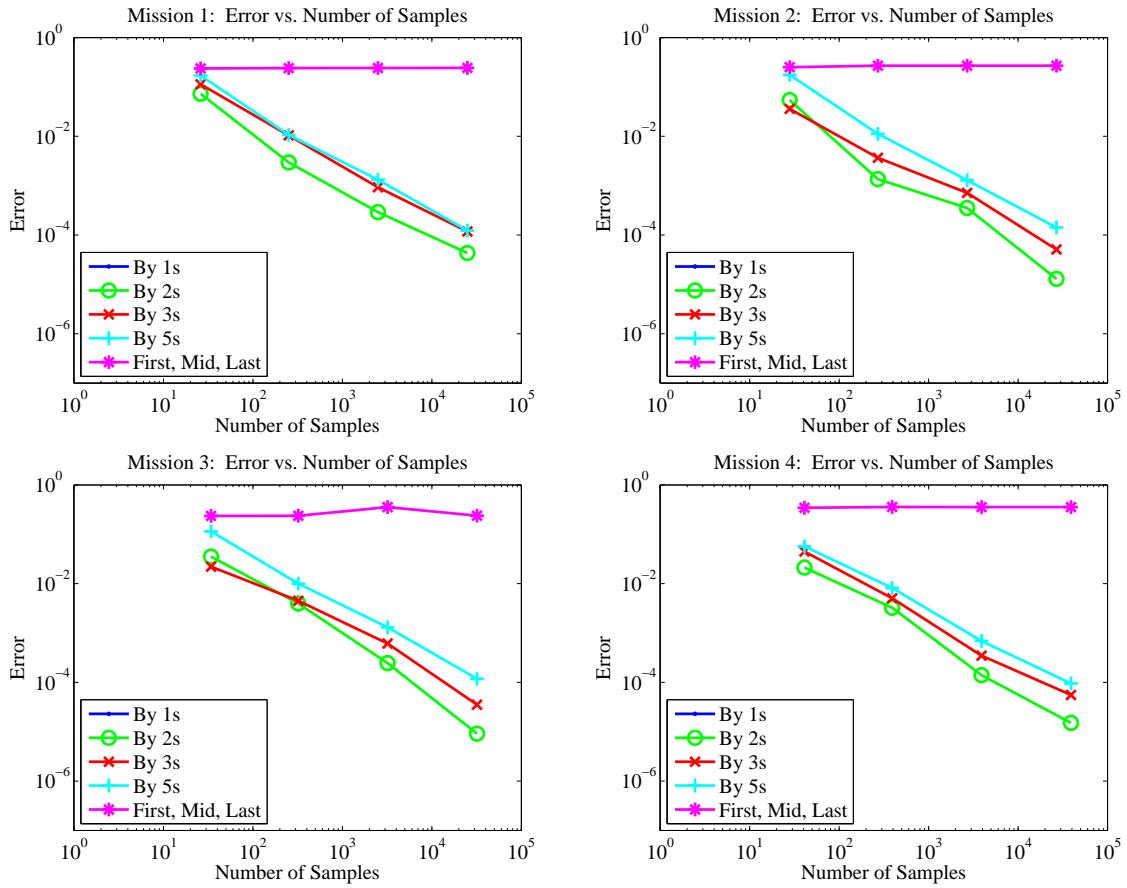 Mission 1:  Error vs. Number of Samples
10^0
10^-2
10^-4
10^-6
Error
By 1s
By 2s
By 3s
By 5s
First, Mid, Last
10^0 10^1 10^2 10^3 10^4 10^5
Number of Samples
Mission 2:  Error vs. Number of Samples
10^0
10^-2
10^-4
10^-6
Error
By 1s
By 2s
By 3s
By 5s
First, Mid, Last
10^0 10^1 10^2 10^3 10^4 10^5
Number of Samples
Mission 3:  Error vs. Number of Samples
10^0
10^-2
10^-4
10^-6
Error
By 1s
By 2s
By 3s
By 5s
First, Mid, Last
10^0 10^1 10^2 10^3 10^4 10^5
Number of Samples
Mission 4:  Error vs. Number of Samples
10^0
10^-2
10^-4
10^-6
Error
By 1s
By 2s
By 3s
By 5s
First, Mid, Last
10^0 10^1 10^2 10^3 10^4 10^5
Number of Samples